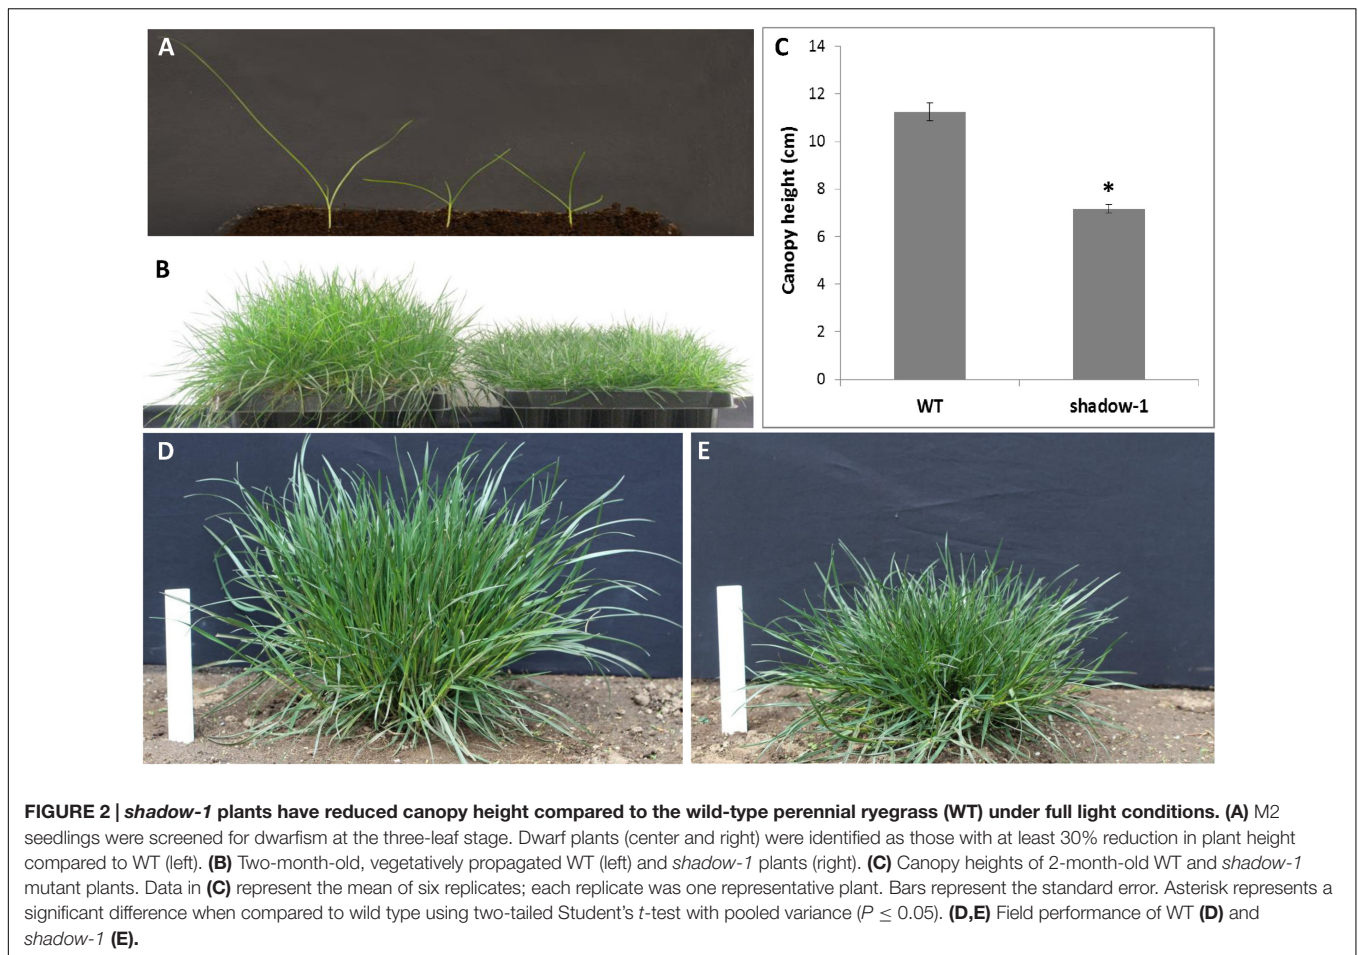 A
B
C
Canopy height (cm)
14
12
10
8
6
4
2
0
*
WT
shadow-1
D
E
FIGURE 2 | shadow-1 plants have reduced canopy height compared to the wild-type perennial ryegrass (WT) under full light conditions. (A) M2
seedlings were screened for dwarfism at the three-leaf stage. Dwarf plants (center and right) were identified as those with at least 30% reduction in plant height
compared to WT (left). (B) Two-month-old, vegetatively propagated WT (left) and shadow-1 plants (right). (C) Canopy heights of 2-month-old WT and shadow-1
mutant plants. Data in (C) represent the mean of six replicates; each replicate was one representative plant. Bars represent the standard error. Asterisk represents a
significant difference when compared to wild type using two-tailed Student's t-test with pooled variance (P ≤ 0.05). (D,E) Field performance of WT (D) and
shadow-1 (E).